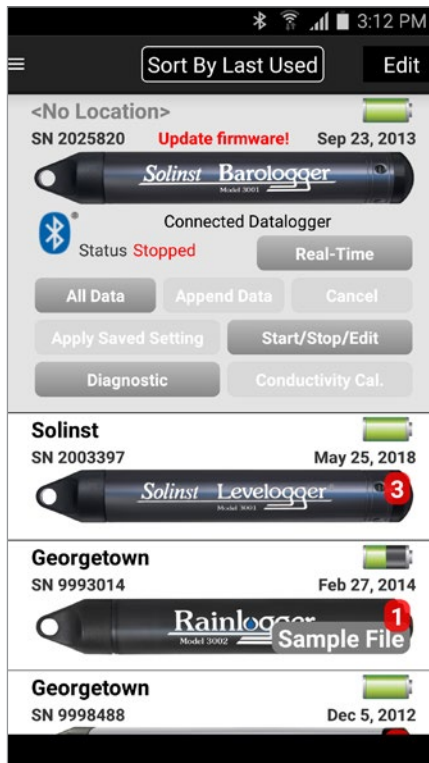 3:12 PM
Sort By Last Used Edit
<No Location>
SN 2025820 Update firmware! Sep 23, 2013
Solinst Barologger
Model 3001
Connected Datalogger
Status Stopped Real-Time
All Data Append Data Cancel
Apply Saved Setting Start/Stop/Edit
Diagnostic Conductivity Cal.
Solinst
SN 2003397 May 25, 2018
Solinst Levelogger 3
Model 3001
Georgetown
SN 9993014 Feb 27, 2014
Rainlogger 1
Model 3002 Sample File
Georgetown
SN 9998488 Dec 5, 2012